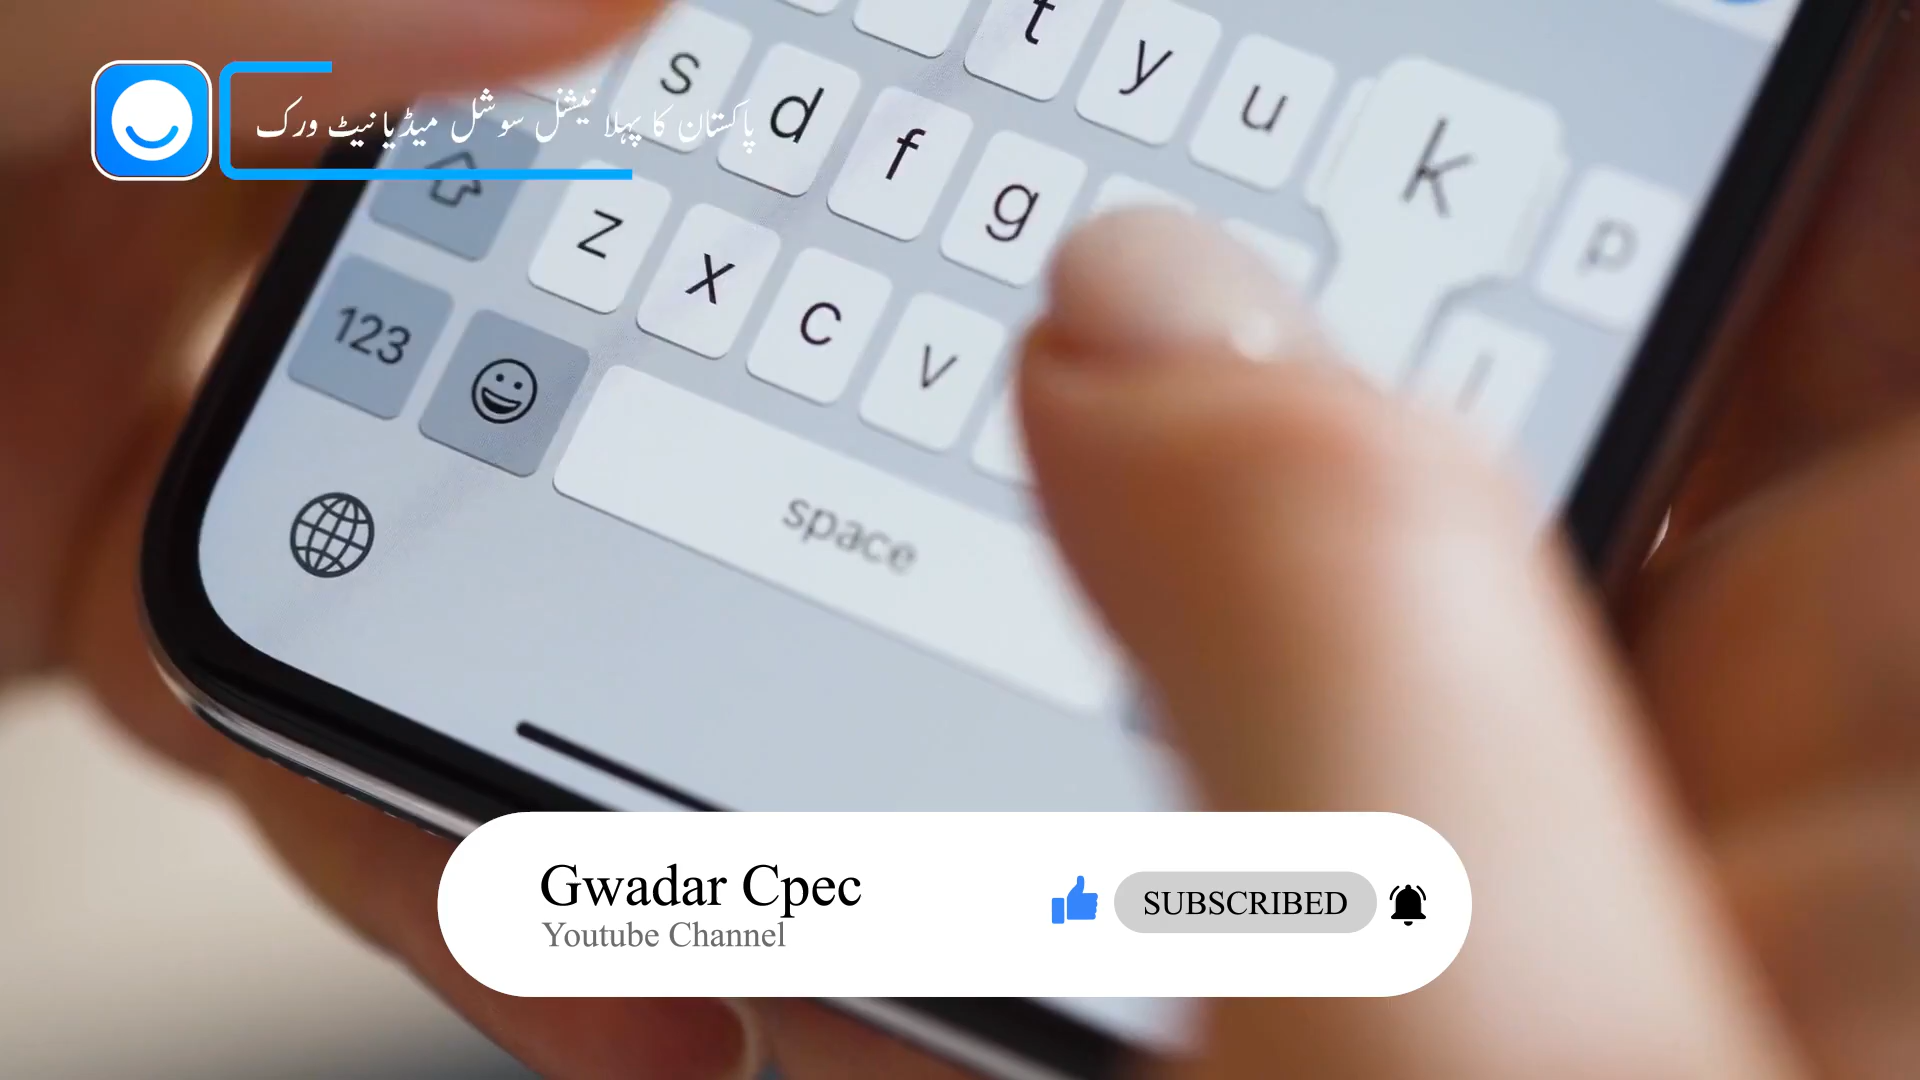 پاکستان کا پہلا نیشنل سوشل میڈیا نیٹ ورک
t y u
s d f g k p
z x c v l
123
space
Gwadar Cpec
Youtube Channel
SUBSCRIBED